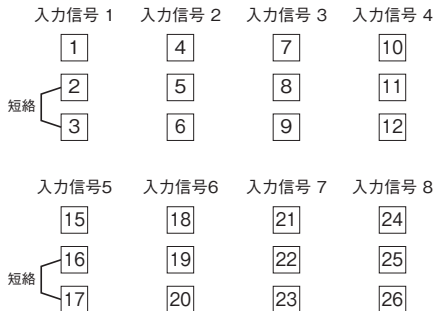 入力信号 1 入力信号 2 入力信号 3 入力信号 4
1 4 7 10
2 5 8 11
短絡
3 6 9 12
入力信号5 入力信号6 入力信号 7 入力信号 8
15 18 21 24
16 19 22 25
短絡
17 20 23 26